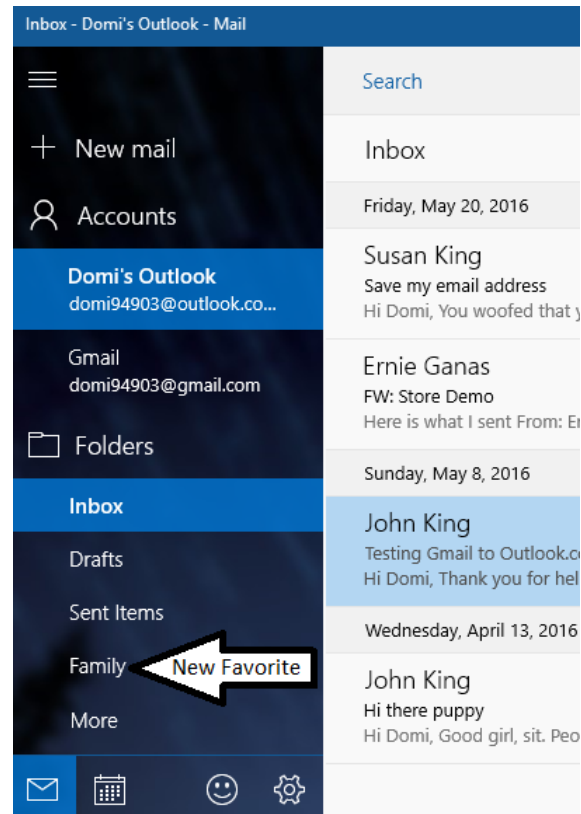 Inbox - Domi's Outlook - Mail
New mail
Accounts
Domi's Outlook
domi94903@outlook.co...
Gmail
domi94903@gmail.com
Folders
Inbox
Drafts
Sent Items
Family
New Favorite
More
Search
Inbox
Friday, May 20, 2016
Susan King
Save my email address
Hi Domi, You woofed that
Ernie Ganas
FW: Store Demo
Here is what I sent From:
Sunday, May 8, 2016
John King
Testing Gmail to Outlook.co
Hi Domi, Thank you for hel
Wednesday, April 13, 2016
John King
Hi there puppy
Hi Domi, Good girl, sit. Peo